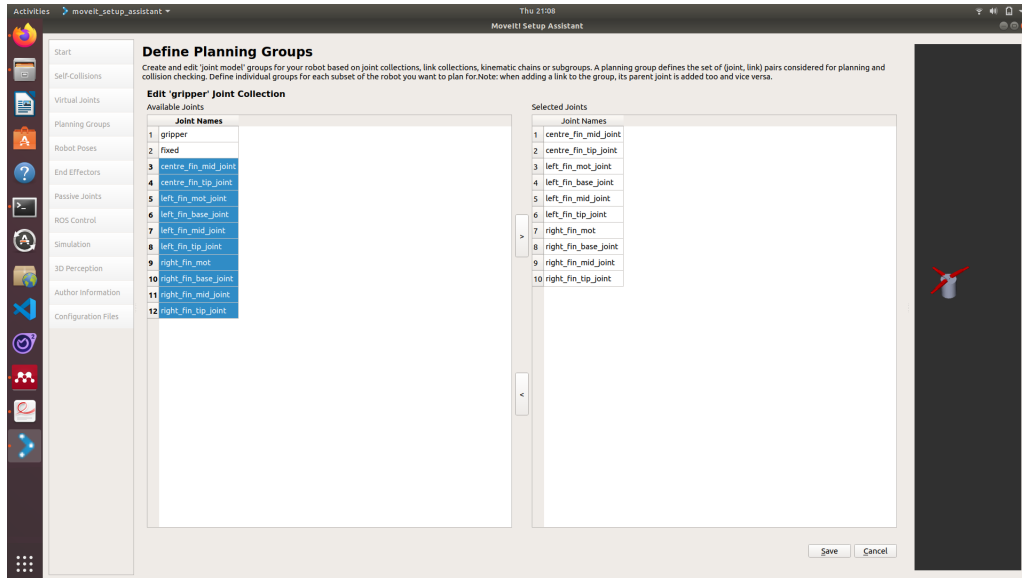 Activities moveit_setup_assistant Thu 21:08
MoveIt! Setup Assistant
Start
Self-Collisions
Virtual Joints
Planning Groups
Robot Poses
End Effectors
Passive Joints
ROS Control
Simulation
3D Perception
Author Information
Configuration Files
Define Planning Groups
Create and edit 'joint model' groups for your robot based on joint collections, link collections, kinematic chains or subgroups. A planning group defines the set of (joint, link) pairs considered for planning and
collision checking. Define individual groups for each subset of the robot you want to plan for.Note: when adding a link to the group, its parent joint is added too and vice versa.
Edit 'gripper' Joint Collection
Available Joints
Joint Names
1 gripper
2 fixed
3 centre_fin_mid_joint
4 centre_fin_tip_joint
5 left_fin_mot_joint
6 left_fin_base_joint
7 left_fin_mid_joint
8 left_fin_tip_joint
9 right_fin_mot
10 right_fin_base_joint
11 right_fin_mid_joint
12 right_fin_tip_joint
>
<
Selected Joints
Joint Names
1 centre_fin_mid_joint
2 centre_fin_tip_joint
3 left_fin_mot_joint
4 left_fin_base_joint
5 left_fin_mid_joint
6 left_fin_tip_joint
7 right_fin_mot
8 right_fin_base_joint
9 right_fin_mid_joint
10 right_fin_tip_joint
Save Cancel